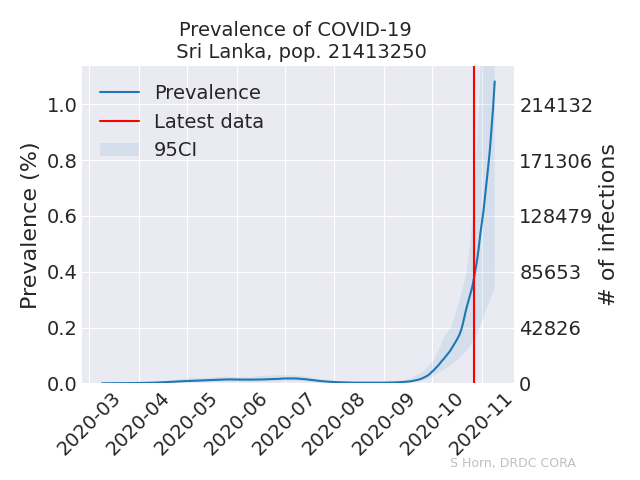 Prevalence of COVID-19
Sri Lanka, pop. 21413250
Prevalence
Latest data
95CI
Prevalence (%)
1.0
0.8
0.6
0.4
0.2
0.0
214132
171306
128479
85653
42826
0
# of infections
2020-03
2020-04
2020-05
2020-06
2020-07
2020-08
2020-09
2020-10
2020-11
S Horn, DRDC CORA